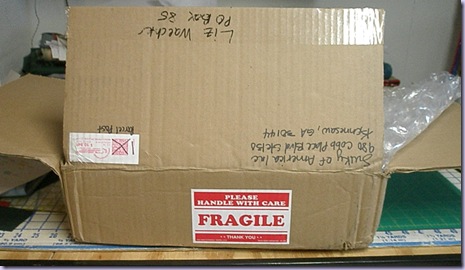 Sulky of America Inc
980 Cobb Place Blvd Ste 130
Kennesaw, GA 30144
Parcel Post
Liz
PO Box 85
PLEASE
HANDLE WITH CARE
FRAGILE
THANK YOU